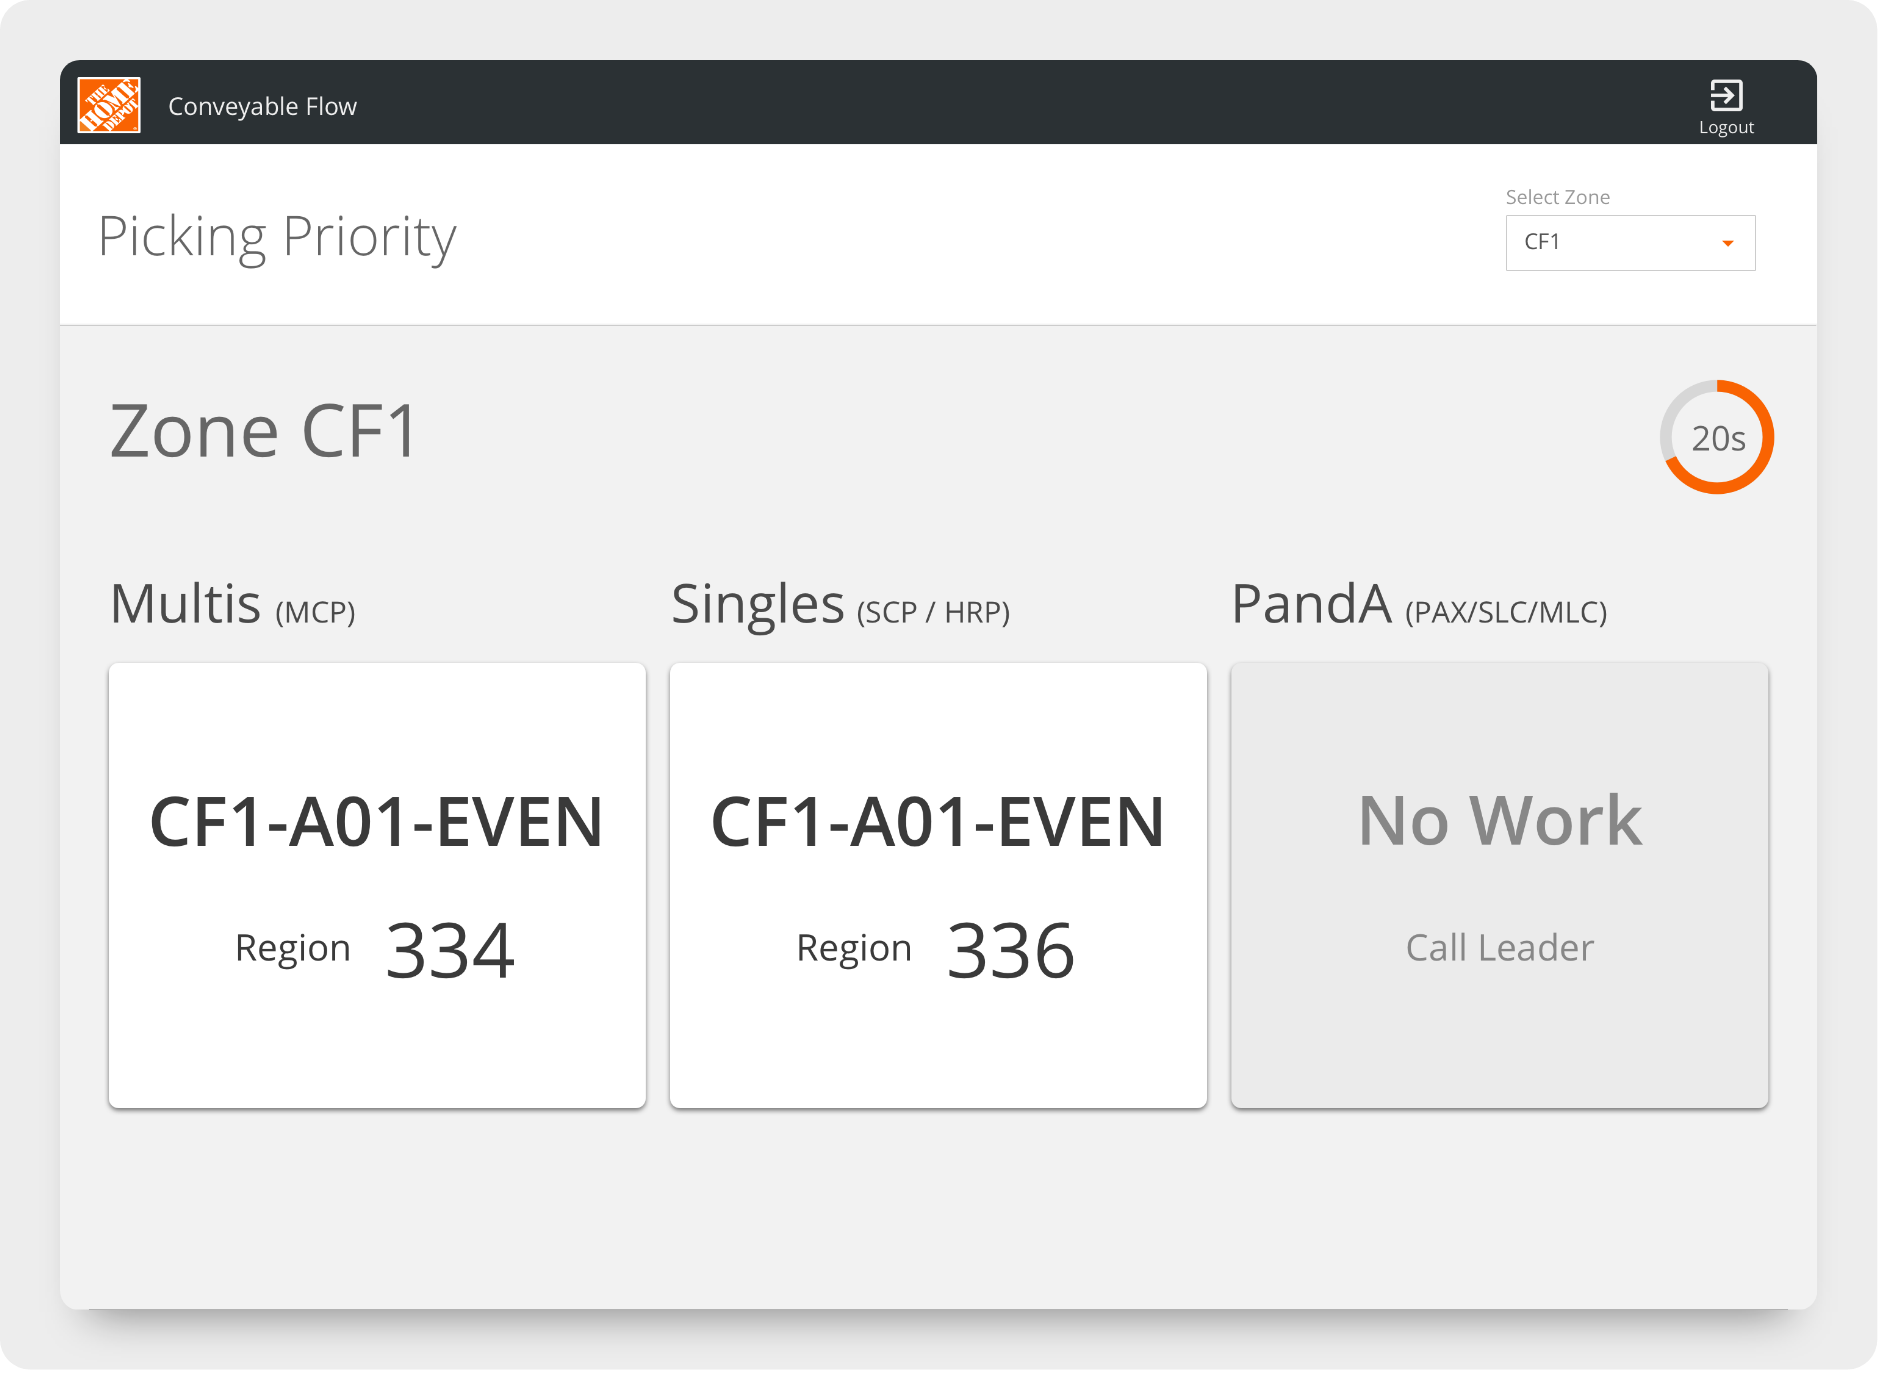 THE
HOME
DEPOT
Conveyable Flow
Logout
Picking Priority
Select Zone
CF1
Zone CF1
20s
Multis (MCP)
Singles (SCP / HRP)
PandA (PAX/SLC/MLC)
CF1-A01-EVEN
Region 334
CF1-A01-EVEN
Region 336
No Work
Call Leader